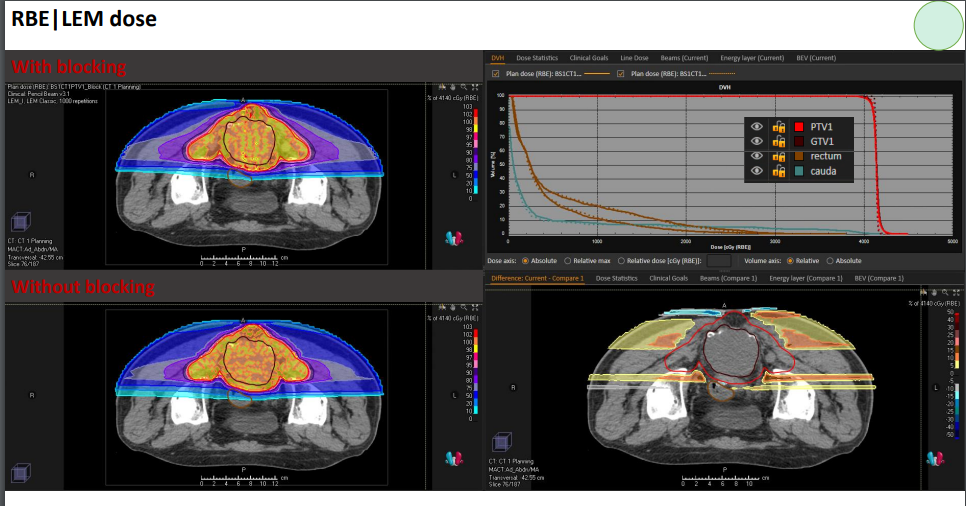 RBE|LEM dose
With blocking
Plan dose (RBE): BS1CT1PTV1_Block (CT 1 Planning)
Clinical: Pencil Beam v3.1
LEM_I, LEM Classic, 1000 repetitions
% of 4140 cGy (RBE)
103
102
100
98
97
95
90
80
75
50
20
10
0
A
R
L
P
CT: CT 1 Planning
MACT:Ad_Abdn/MA
Transversal: -42.55 cm
Slice 76/187
0 2 4 6 8 10 12 cm
DVH Dose Statistics Clinical Goals Line Dose Beams (Current) Energy layer (Current) BEV (Current)
Plan dose (RBE): BS1CT1... Plan dose (RBE): BS1CT1...
DVH
Volume [%]
100
90
80
70
60
50
40
30
20
10
0
PTV1
GTV1
rectum
cauda
0 1000 2000 3000 4000 5000
Dose [cGy (RBE)]
Dose axis: Absolute Relative max Relative dose [cGy (RBE)]: Volume axis: Relative Absolute
Without blocking
% of 4140 cGy (RBE)
103
102
100
98
97
95
90
80
75
50
20
10
0
A
R
L
P
0 2 4 6 8 10 12 cm
Difference: Current - Compare 1 Dose Statistics Clinical Goals Beams (Compare 1) Energy layer (Compare 1) BEV (Compare 1)
% of 4140 cGy (RBE)
50
40
30
25
20
15
10
5
0
-5
-10
-15
-20
-25
-30
-40
-50
A
R
L
P
CT: CT 1 Planning
MACT:Ad_Abdn/MA
Transversal: -42.55 cm
Slice 76/187
0 2 4 6 8 10 cm